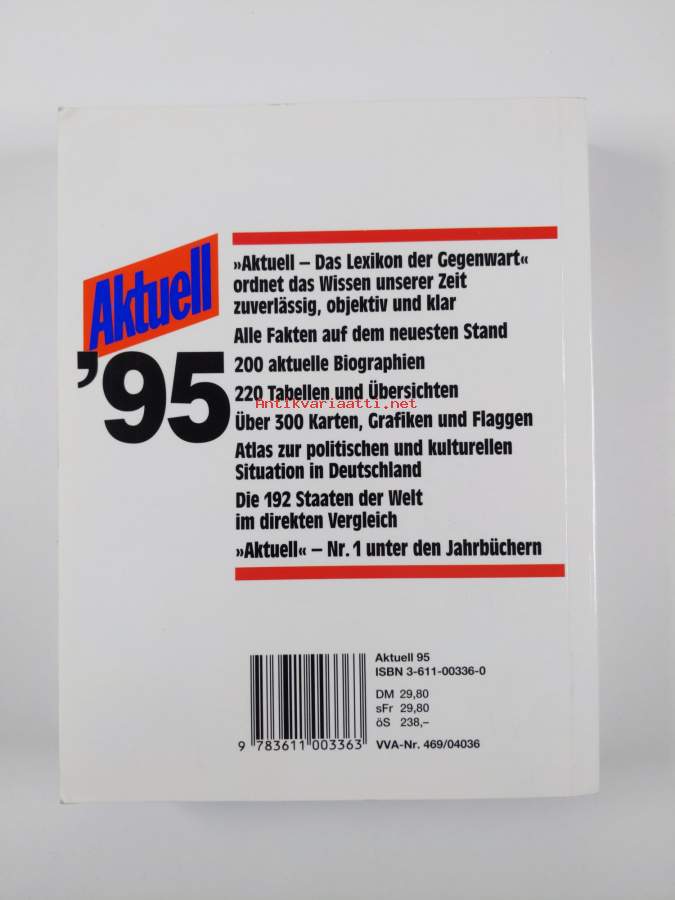 Aktuell
’95
»Aktuell – Das Lexikon der Gegenwart«
ordnet das Wissen unserer Zeit
zuverlässig, objektiv und klar
Alle Fakten auf dem neuesten Stand
200 aktuelle Biographien
220 Tabellen und Übersichten
Antikvariaatti.net
Über 300 Karten, Grafiken und Flaggen
Atlas zur politischen und kulturellen
Situation in Deutschland
Die 192 Staaten der Welt
im direkten Vergleich
»Aktuell« – Nr. 1 unter den Jahrbüchern
Aktuell 95
ISBN 3-611-00336-0
DM 29,80
sFr 29,80
öS 238,–
VVA-Nr. 469/04036
9 783611 003363